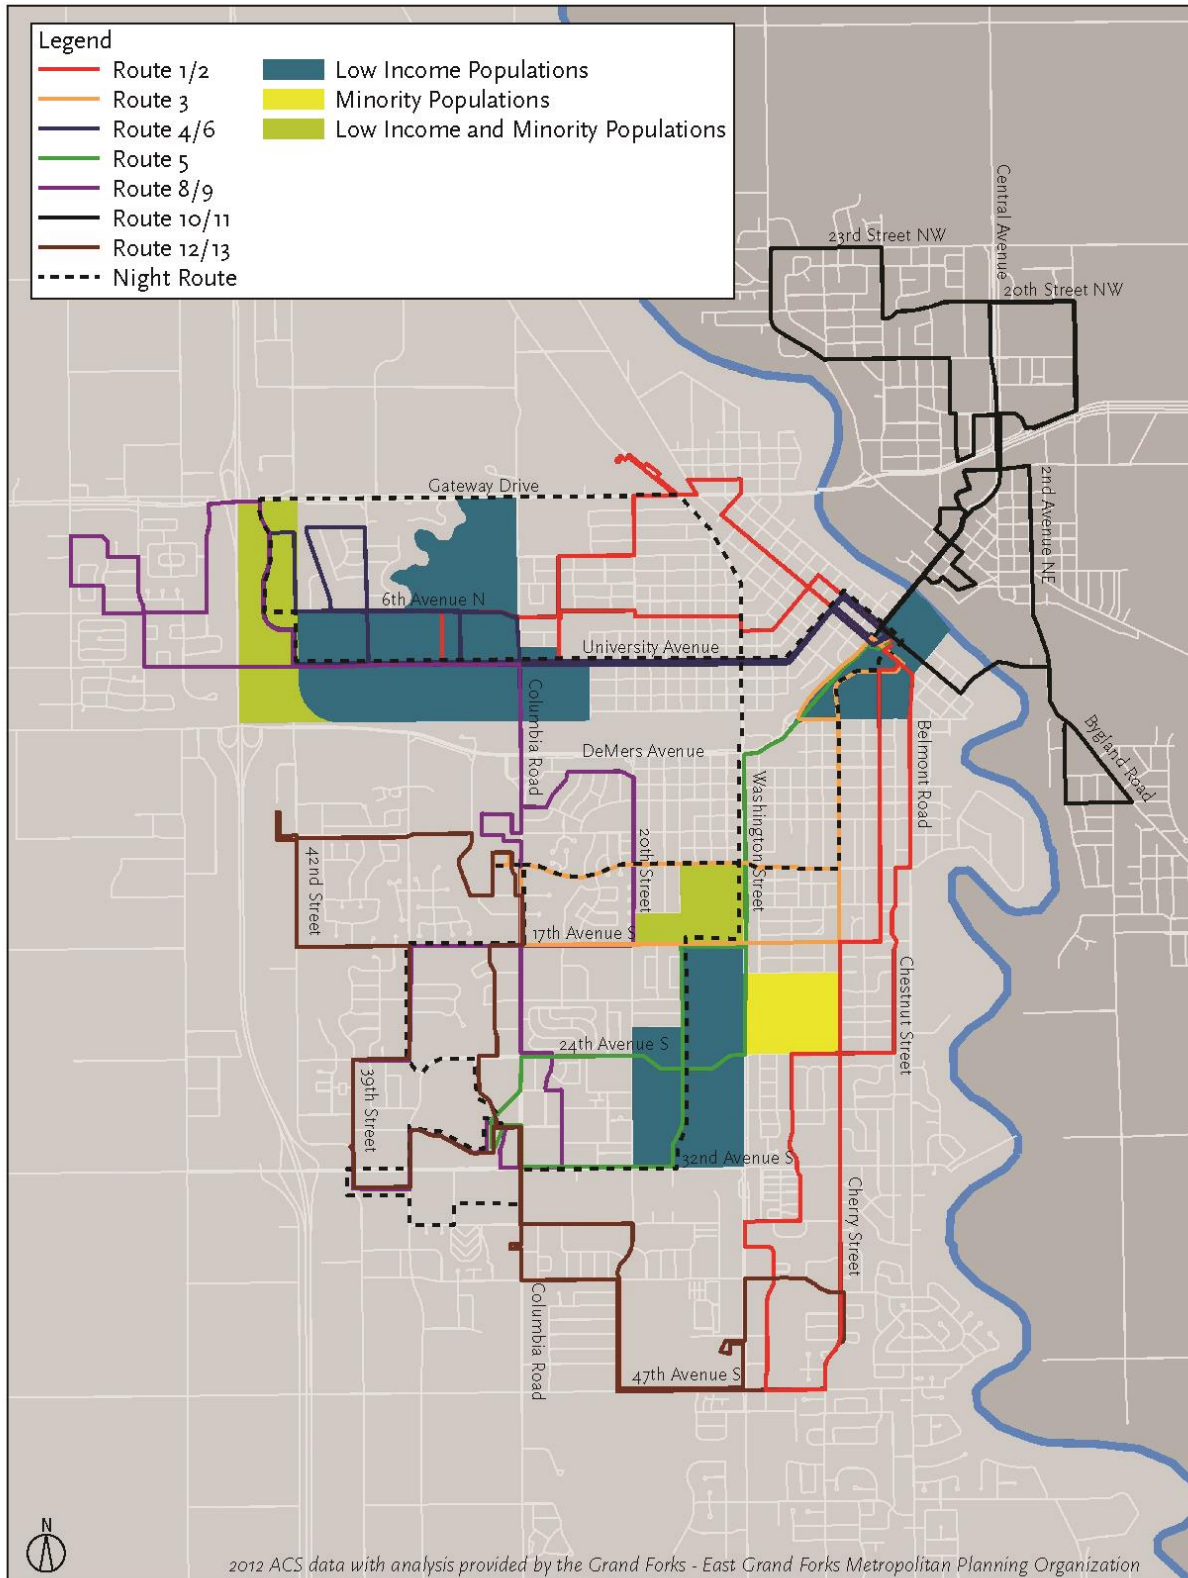 Legend
Route 1/2
Route 3
Route 4/6
Route 5
Route 8/9
Route 10/11
Route 12/13
Night Route
Low Income Populations
Minority Populations
Low Income and Minority Populations
Central Avenue
23rd Street NW
20th Street NW
2nd Avenue NE
Gateway Drive
6th Avenue N
University Avenue
Columbia Road
DeMers Avenue
Belmont Road
Bygland Road
Washington Street
20th Street
42nd Street
17th Avenue S
Chestnut Street
24th Avenue S
39th Street
32nd Avenue S
Cherry Street
Columbia Road
47th Avenue S
N
2012 ACS data with analysis provided by the Grand Forks - East Grand Forks Metropolitan Planning Organization